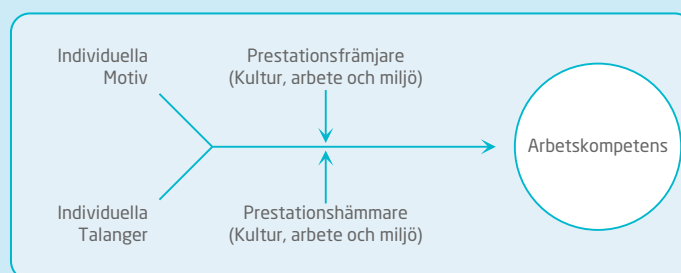 Individuella
Motiv
Prestationsfrämjare
(Kultur, arbete och miljö)
Arbetskompetens
Individuella
Talanger
Prestationshämmare
(Kultur, arbete och miljö)